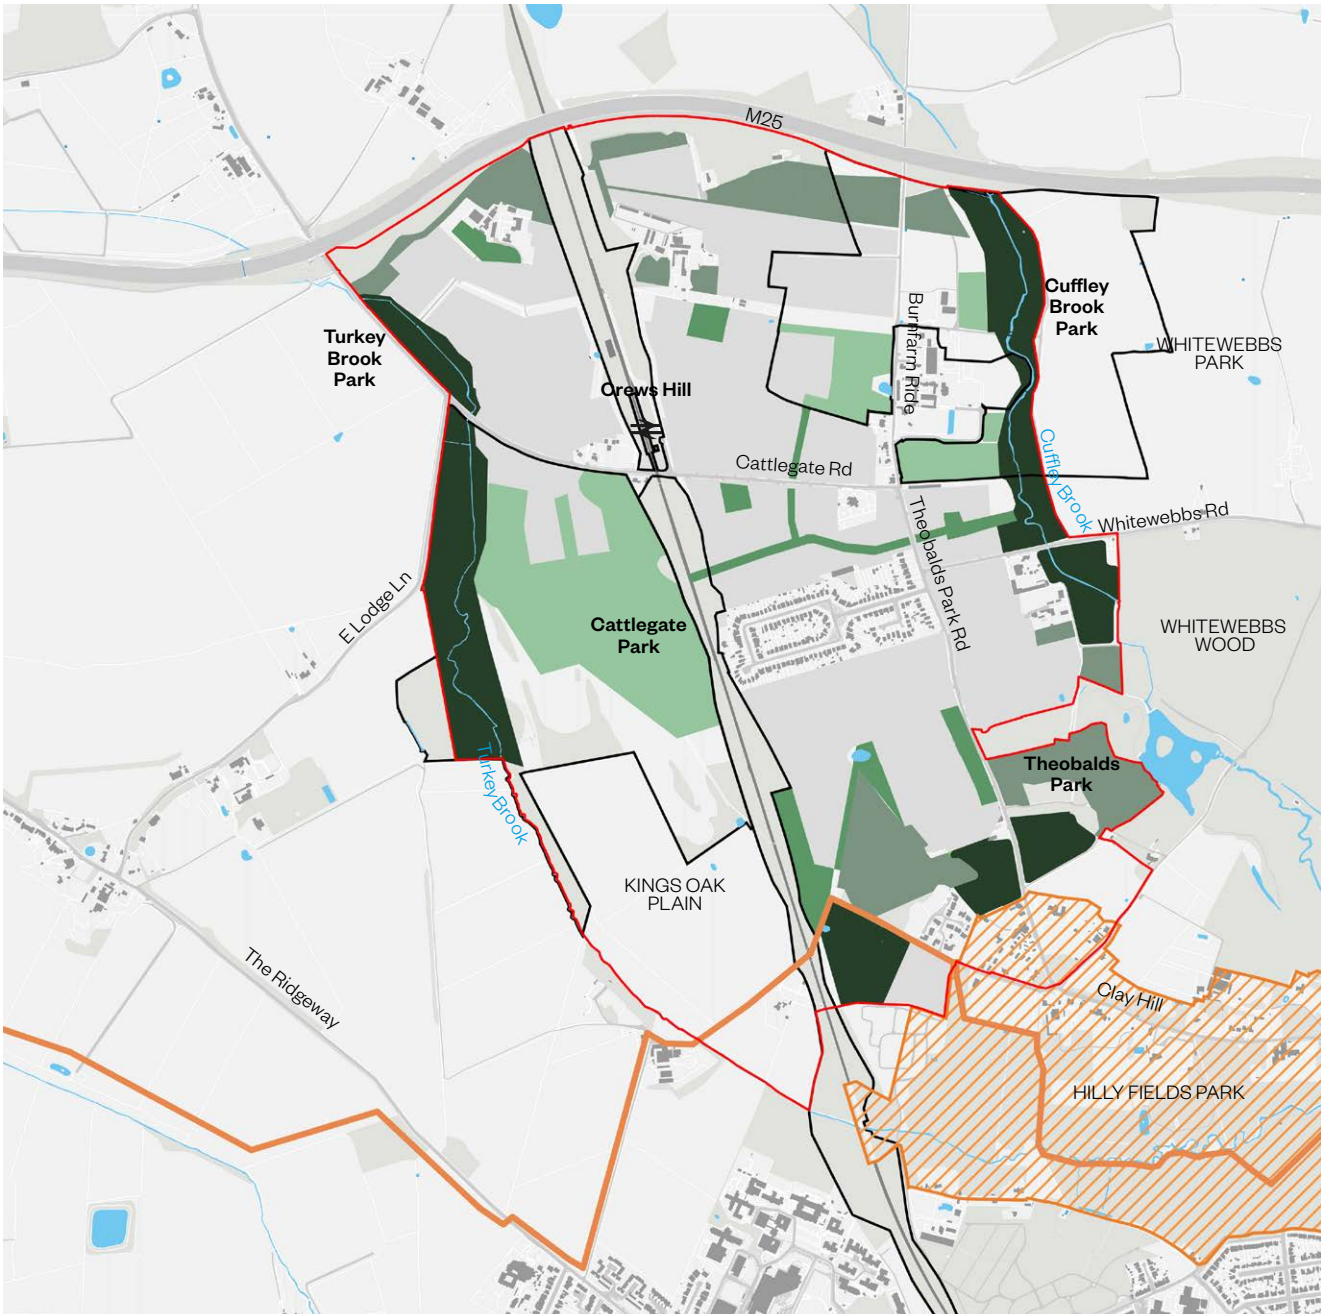 M25
Cuffley
Brook
Park
Turkey
Brook
Park
Burnfarm Ride
WHITEWEBBS
PARK
Crews Hill
Cattlegate Rd
Cuffley Brook
Whitewebbs Rd
Theobalds Park Rd
E Lodge Ln
Cattlegate
Park
WHITEWEBBS
WOOD
Theobalds
Park
Turkey Brook
KINGS OAK
PLAIN
The Ridgeway
Clay Hill
HILLY FIELDS PARK